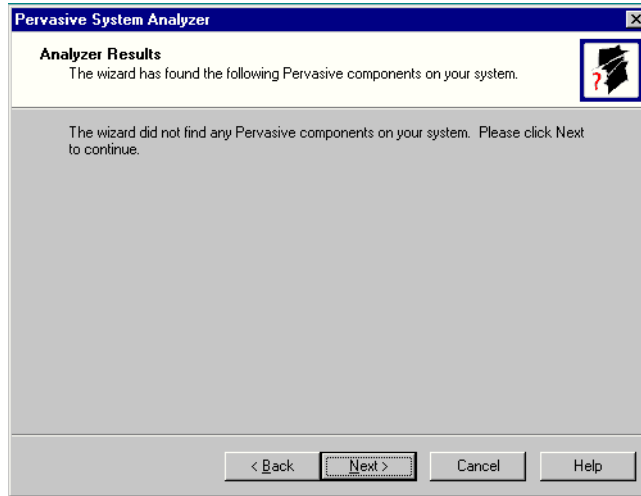 Pervasive System Analyzer
Analyzer Results
The wizard has found the following Pervasive components on your system.
?
The wizard did not find any Pervasive components on your system.  Please click Next
to continue.
< Back
Next >
Cancel
Help